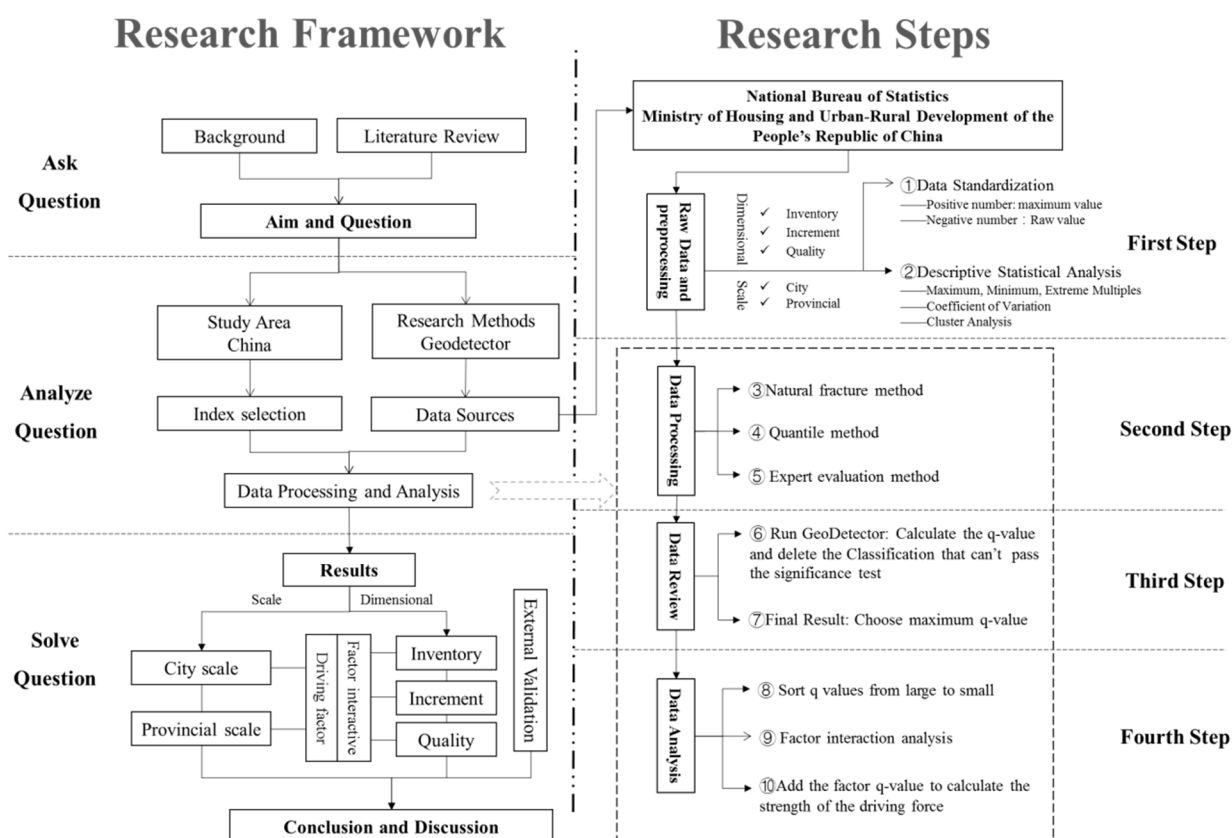 Research Framework
Ask
Question
Background
Literature Review
Aim and Question
Analyze
Question
Study Area
China
Research Methods
Geodetector
Index selection
Data Sources
Data Processing and Analysis
Solve
Question
Results
Scale
Dimensional
City scale
Provincial scale
Driving factor
Factor interactive
Inventory
Increment
Quality
External Validation
Conclusion and Discussion
Research Steps
National Bureau of Statistics
Ministry of Housing and Urban-Rural Development of the
People's Republic of China
Raw Data and
preprocessing
Dimensional
✓ Inventory
✓ Increment
✓ Quality
Scale
✓ City
✓ Provincial
①Data Standardization
——Positive number: maximum value
——Negative number：Raw value
②Descriptive Statistical Analysis
——Maximum, Minimum, Extreme Multiples
——Coefficient of Variation
——Cluster Analysis
First Step
Data Processing
③Natural fracture method
④ Quantile method
⑤ Expert evaluation method
Second Step
Data Review
⑥ Run GeoDetector: Calculate the q-value
and delete the Classification that can't pass
the significance test
⑦Final Result: Choose maximum q-value
Third Step
Data Analysis
⑧ Sort q values from large to small
⑨ Factor interaction analysis
⑩Add the factor q-value to calculate the
strength of the driving force
Fourth Step